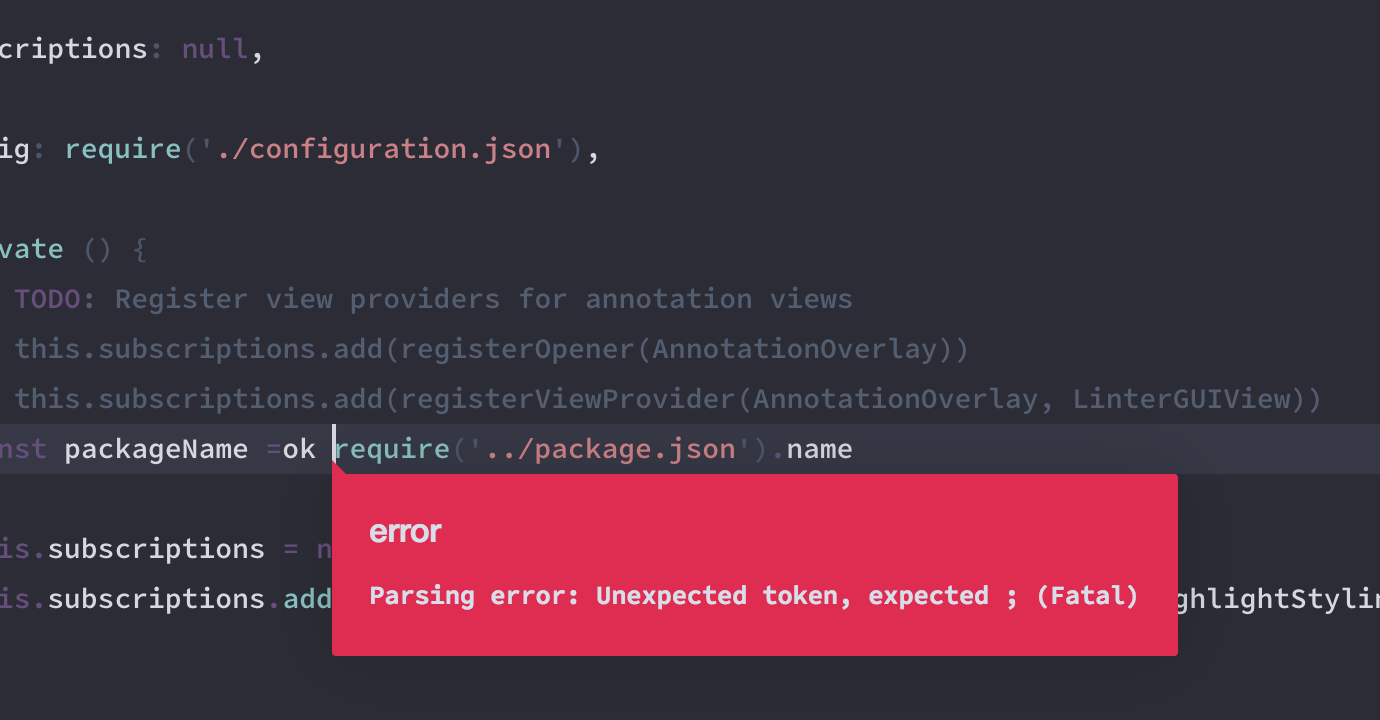 criptions: null,
ig: require('./configuration.json'),
vate () {
TODO: Register view providers for annotation views
this.subscriptions.add(registerOpener(AnnotationOverlay))
this.subscriptions.add(registerViewProvider(AnnotationOverlay, LinterGUIView))
nst packageName =ok require('../package.json').name
error
is.subscriptions = n
Parsing error: Unexpected token, expected ; (Fatal)
is.subscriptions.add ghlightStylin